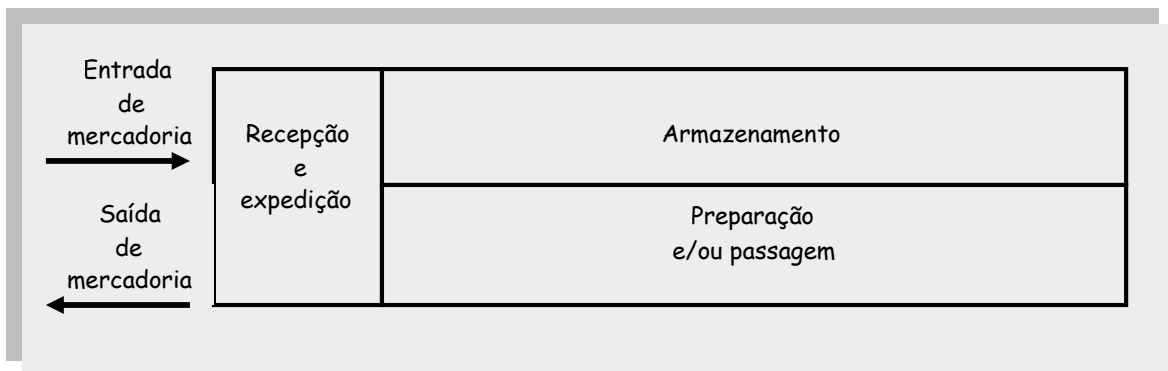 Entrada
de
mercadoria
Saída
de
mercadoria
Recepção
e
expedição
Armazenamento
Preparação
e/ou passagem